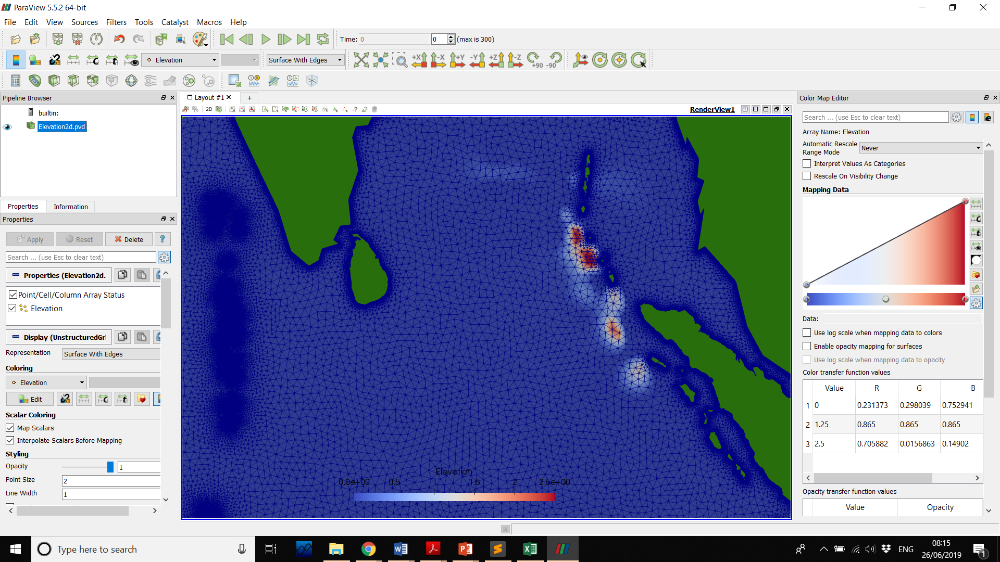 ParaView 5.5.2 64-bit
File Edit View Sources Filters Tools Catalyst Macros Help
Time: 0 0 (max is 300)
Elevation Surface With Edges +X -X +Y -Y +Z -Z +90 -90
Pipeline Browser
builtin:
Elevation2d.pvd
Properties Information
Properties
Apply Reset Delete ?
Search ... (use Esc to clear text)
Properties (Elevation2d.
Point/Cell/Column Array Status
Elevation
Display (UnstructuredGri
Representation Surface With Edges
Coloring
Elevation
Edit
Scalar Coloring
Map Scalars
Interpolate Scalars Before Mapping
Styling
Opacity 1
Point Size 2
Line Width 1
Layout #1 +
2D RenderView1
Elevation
0.0e+00 0.5 1 1.5 2 2.5e+00
Color Map Editor
Search ... (use Esc to clear text)
Array Name: Elevation
Automatic Rescale
Range Mode Never
Interpret Values As Categories
Rescale On Visibility Change
Mapping Data
Data:
Use log scale when mapping data to colors
Enable opacity mapping for surfaces
Use log scale when mapping data to opacity
Color transfer function values
Value R G B
1 0 0.231373 0.298039 0.752941
2 1.25 0.865 0.865 0.865
3 2.5 0.705882 0.0156863 0.14902
Opacity transfer function values
Value Opacity
Type here to search
ENG
08:15
26/06/2019
1